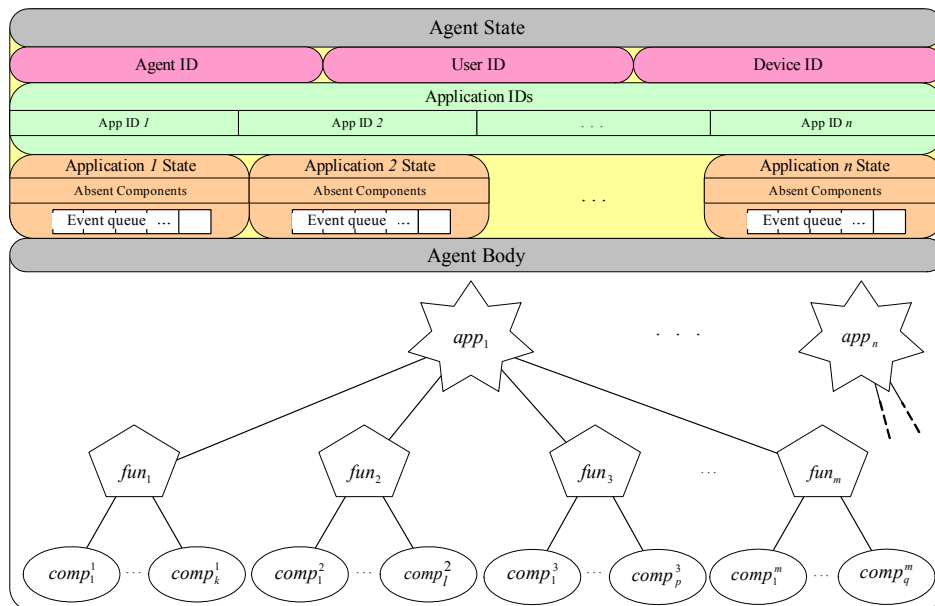 Agent State
Agent ID User ID Device ID
Application IDs
App ID 1 App ID 2 . . . App ID n
Application 1 State Application 2 State Application n State
Absent Components Absent Components . . . Absent Components
Event queue ... Event queue ... Event queue ...
Agent Body
app₁ . . . appₙ
fun₁ fun₂ fun₃ ... funₘ
comp₁¹ ... compₖ¹ comp₁² ... compₗ² comp₁³ ... compₚ³ comp₁ᵐ ... comp_q^m